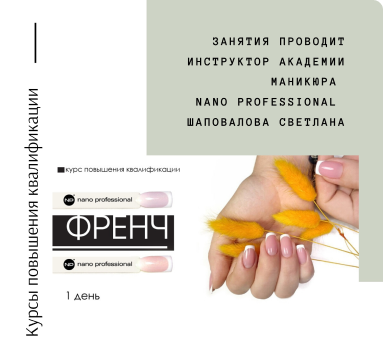 ЗАНЯТИЯ ПРОВОДИТ
ИНСТРУКТОР АКАДЕМИИ
МАНИКЮРА
NANO PROFESSIONAL
ШАПОВАЛОВА СВЕТЛАНА
Курсы повышения квалификации
курс повышения квалификации
nano professional
ФРЕНЧ
nano professional
1 день